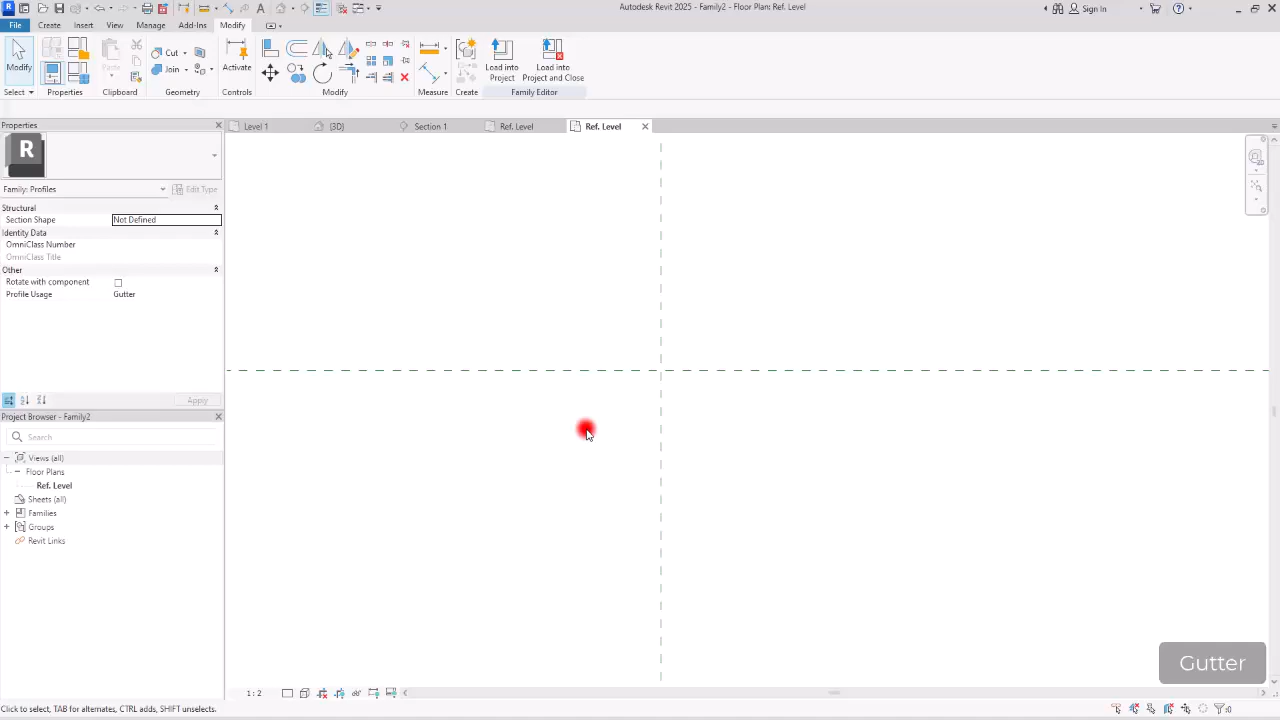 Autodesk Revit 2025 - Family2 - Floor Plan: Ref. Level
Sign In
File Create Insert View Manage Add-Ins Modify
Modify
Paste
Cut
Join
Activate
Load into
Project
Load into
Project and Close
Select Properties Clipboard Geometry Controls Modify Measure Create Family Editor
Properties
Level 1 {3D} Section 1 Ref. Level Ref. Level
R
Family: Profiles
Edit Type
Structural
Section Shape Not Defined
Identity Data
OmniClass Number
OmniClass Title
Other
Rotate with component
Profile Usage Gutter
Apply
Project Browser - Family2
Search
Views (all)
Floor Plans
Ref. Level
Sheets (all)
Families
Groups
Revit Links
Gutter
1 : 2
Click to select, TAB for alternates, CTRL adds, SHIFT unselects.
:0